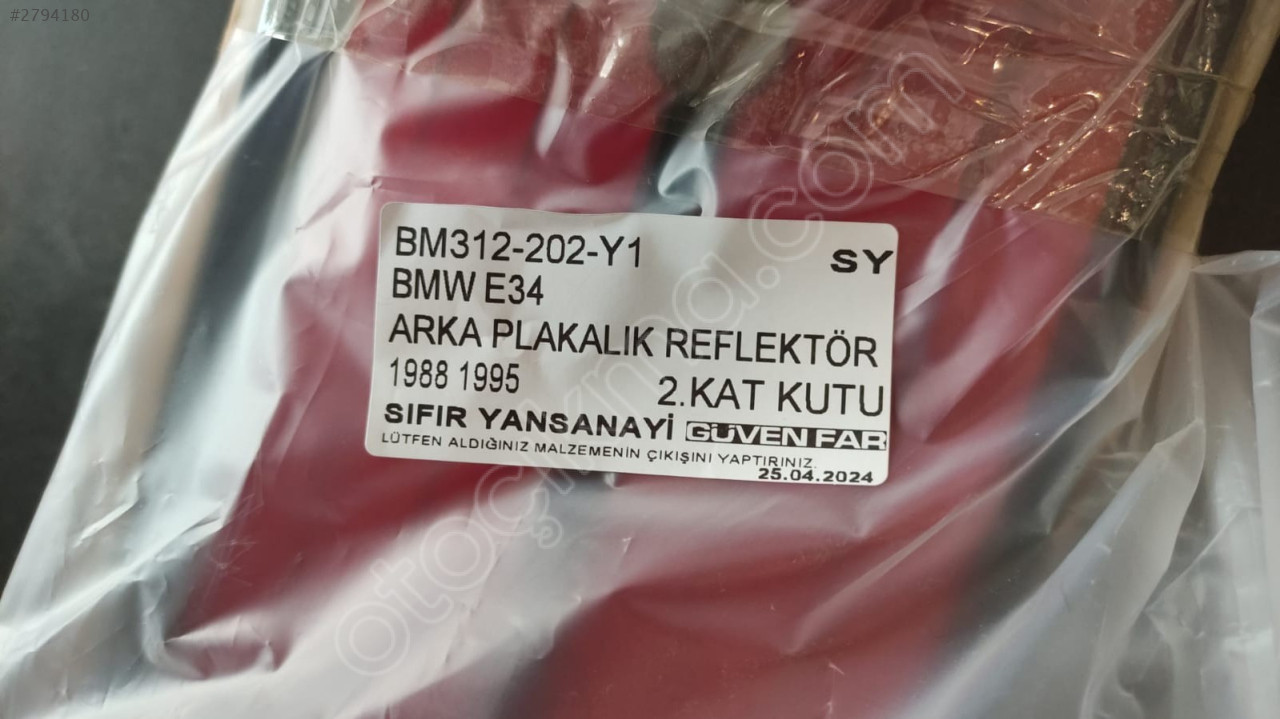 #2794180
BM312-202-Y1 SY
BMW E34
ARKA PLAKALIK REFLEKTÖR
1988 1995 2.KAT KUTU
SIFIR YANSANAYİ GÜVEN FAR
LÜTFEN ALDIĞINIZ MALZEMENİN ÇIKIŞINI YAPTIRINIZ.
25.04.2024
otoçıkma.com